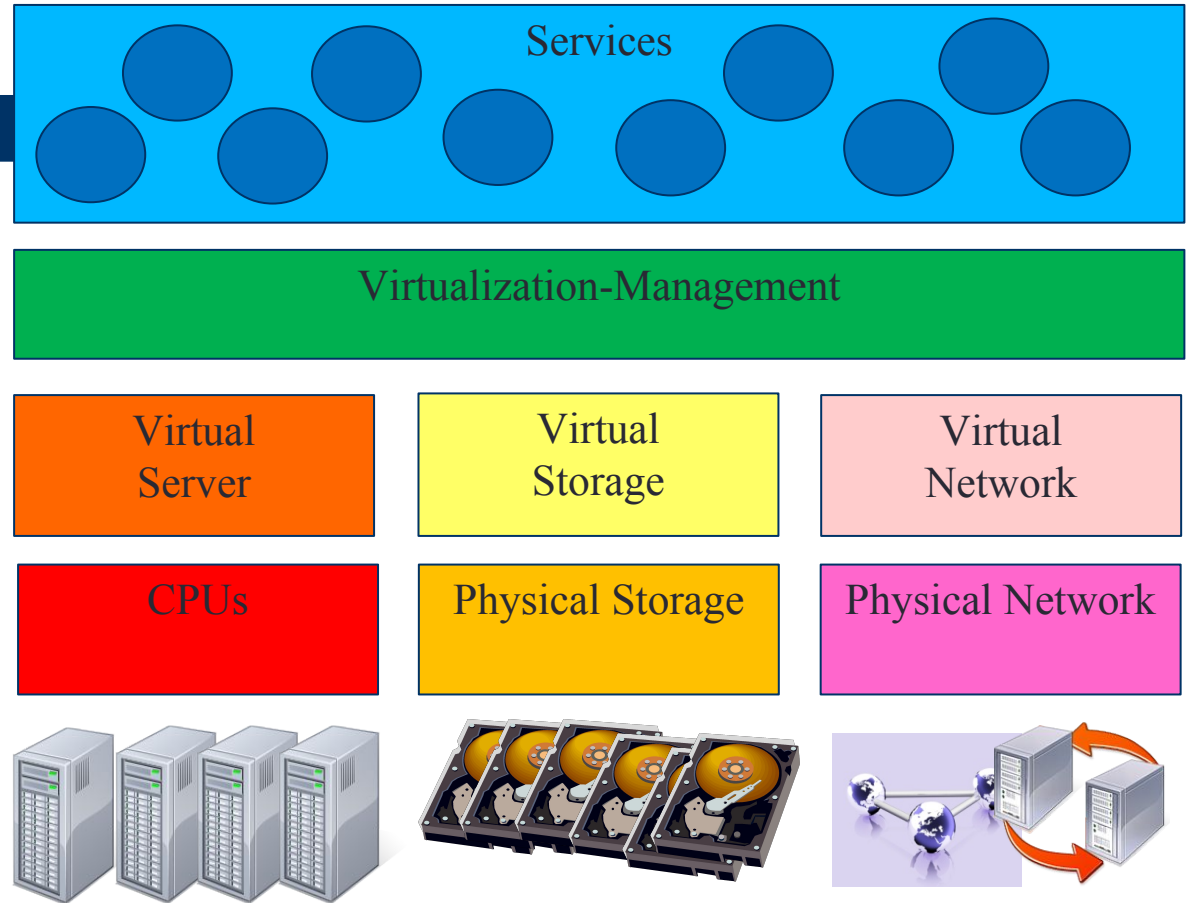 Services
Virtualization-Management
Virtual
Server
Virtual
Storage
Virtual
Network
CPUs
Physical Storage
Physical Network